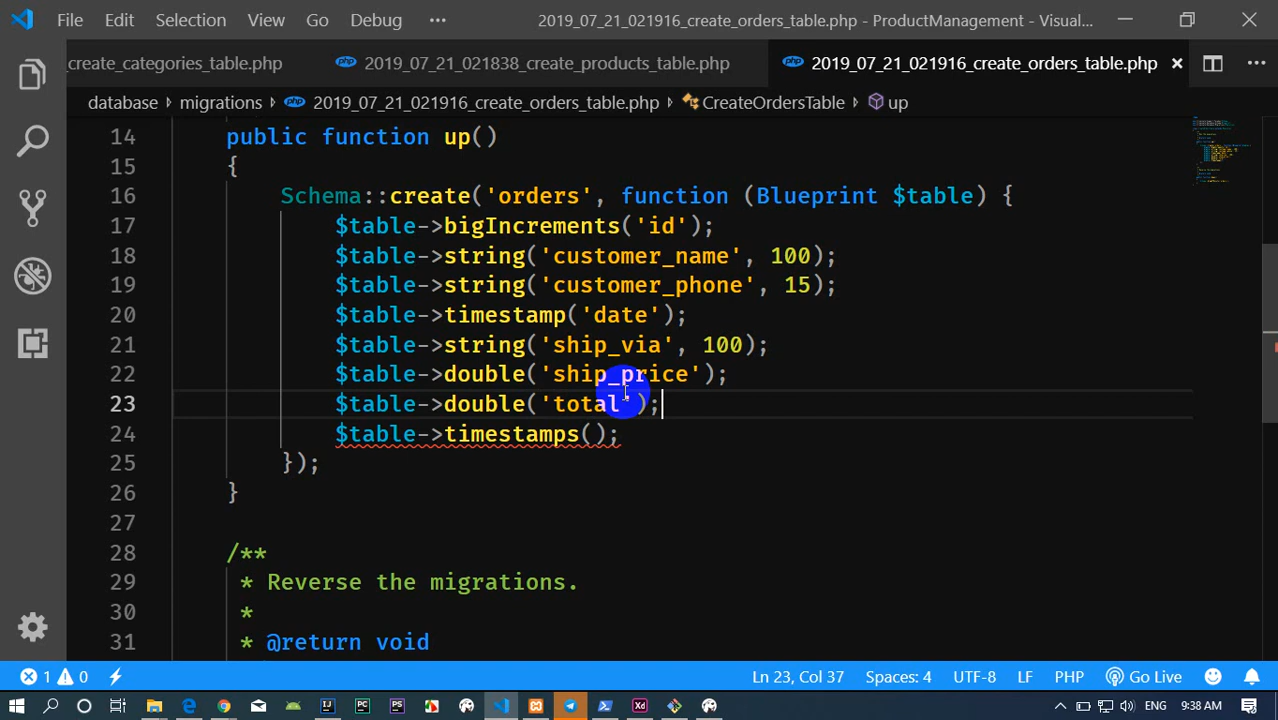 File Edit Selection View Go Debug ··· 2019_07_21_021916_create_orders_table.php - ProductManagement - Visual...
_create_categories_table.php 2019_07_21_021838_create_products_table.php 2019_07_21_021916_create_orders_table.php
database > migrations > 2019_07_21_021916_create_orders_table.php > CreateOrdersTable > up
14 public function up()
15 {
16 Schema::create('orders', function (Blueprint $table) {
17 $table->bigIncrements('id');
18 $table->string('customer_name', 100);
19 $table->string('customer_phone', 15);
20 $table->timestamp('date');
21 $table->string('ship_via', 100);
22 $table->double('ship_price');
23 $table->double('total');
24 $table->timestamps();
25 });
26 }
27
28 /**
29 * Reverse the migrations.
30 *
31 * @return void
1 0 Ln 23, Col 37 Spaces: 4 UTF-8 LF PHP Go Live
ENG 9:38 AM